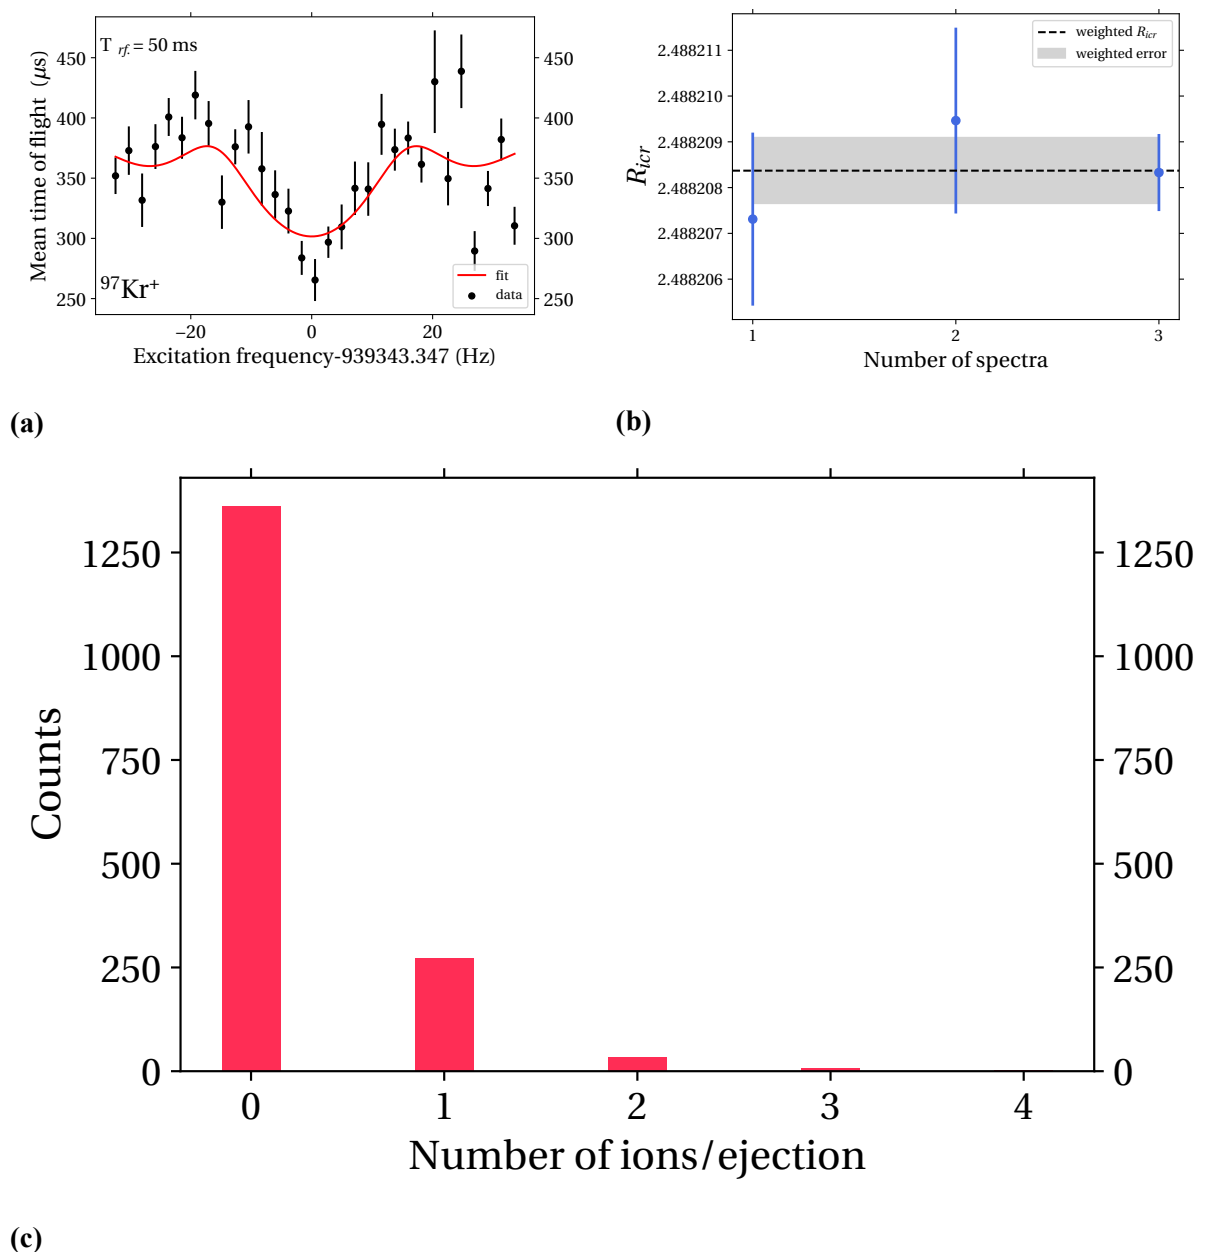 T rf. = 50 ms
450
400
350
300
250
450
400
350
300
250
Mean time of flight (μs)
⁹⁷Kr⁺
fit
data
−20
0
20
Excitation frequency-939343.347 (Hz)
(a)
2.488211
2.488210
2.488209
2.488208
2.488207
2.488206
R_icr
weighted R_icr
weighted error
1
2
3
Number of spectra
(b)
1250
1000
750
500
250
0
1250
1000
750
500
250
0
Counts
0
1
2
3
4
Number of ions/ejection
(c)